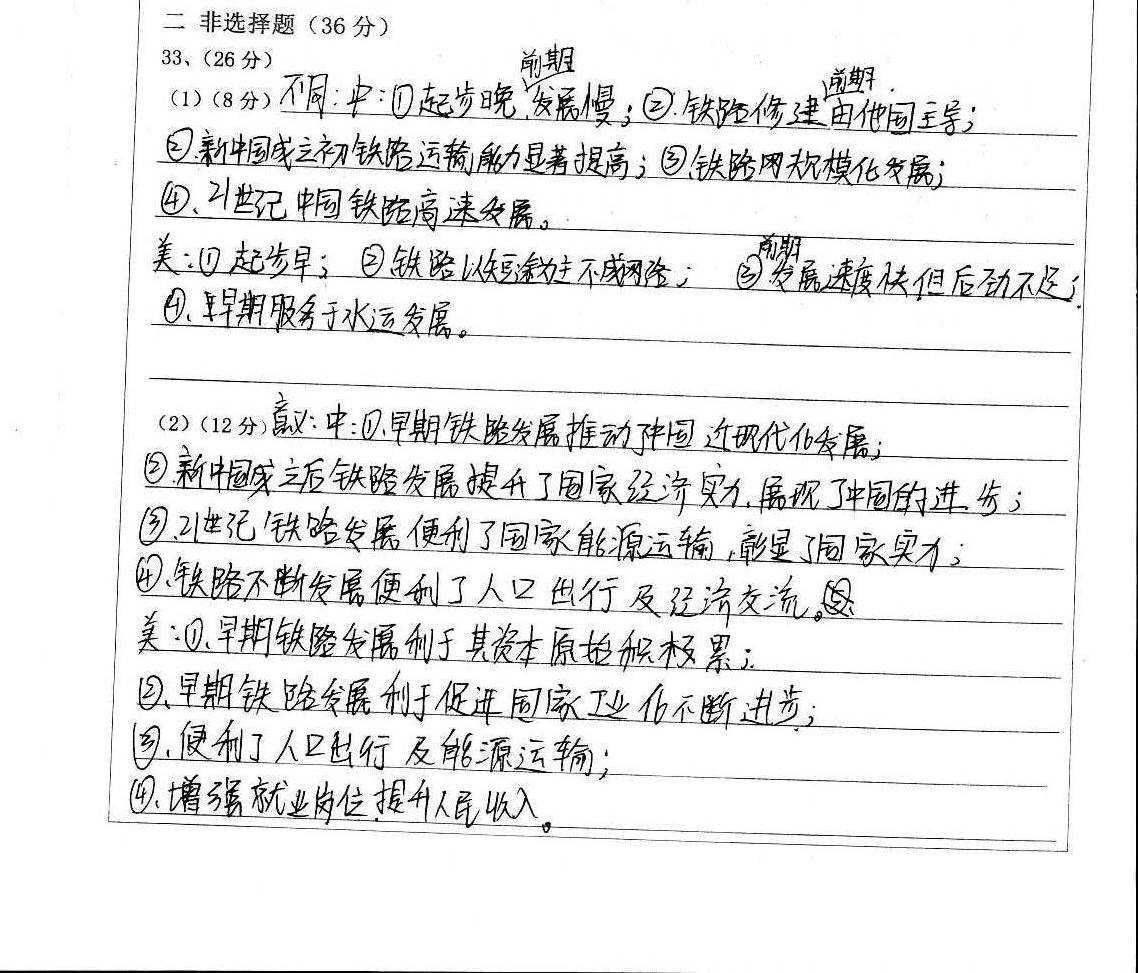 二 非选择题（36分）
33、（26分）
（1）（8分）不同：中：①起步晚，前期发展慢；②.铁路修建前期由他国主导；
②.新中国成立初铁路运输能力显著提高；③.铁路网规模化发展；
④、21世纪中国铁路高速发展。
美：①起步早； ②铁路以短途为主不成网络； ③前期发展速度快但后劲不足；
④、早期服务于水运发展。
（2）（12分）意义：中：①.早期铁路发展推动了中国近现代化发展；
②.新中国成立后铁路发展提升了国家经济实力，展现了中国的进步；
③.21世纪铁路发展便利了国家能源运输，彰显了国家实力；
④、铁路不断发展便利了人口出行及经济交流。
美：①、早期铁路发展利于其资本原始积极累；
②、早期铁路发展利于促进国家工业化不断进步；
③、便利了人口出行及能源运输；
④、增强就业岗位，提升人民收入。